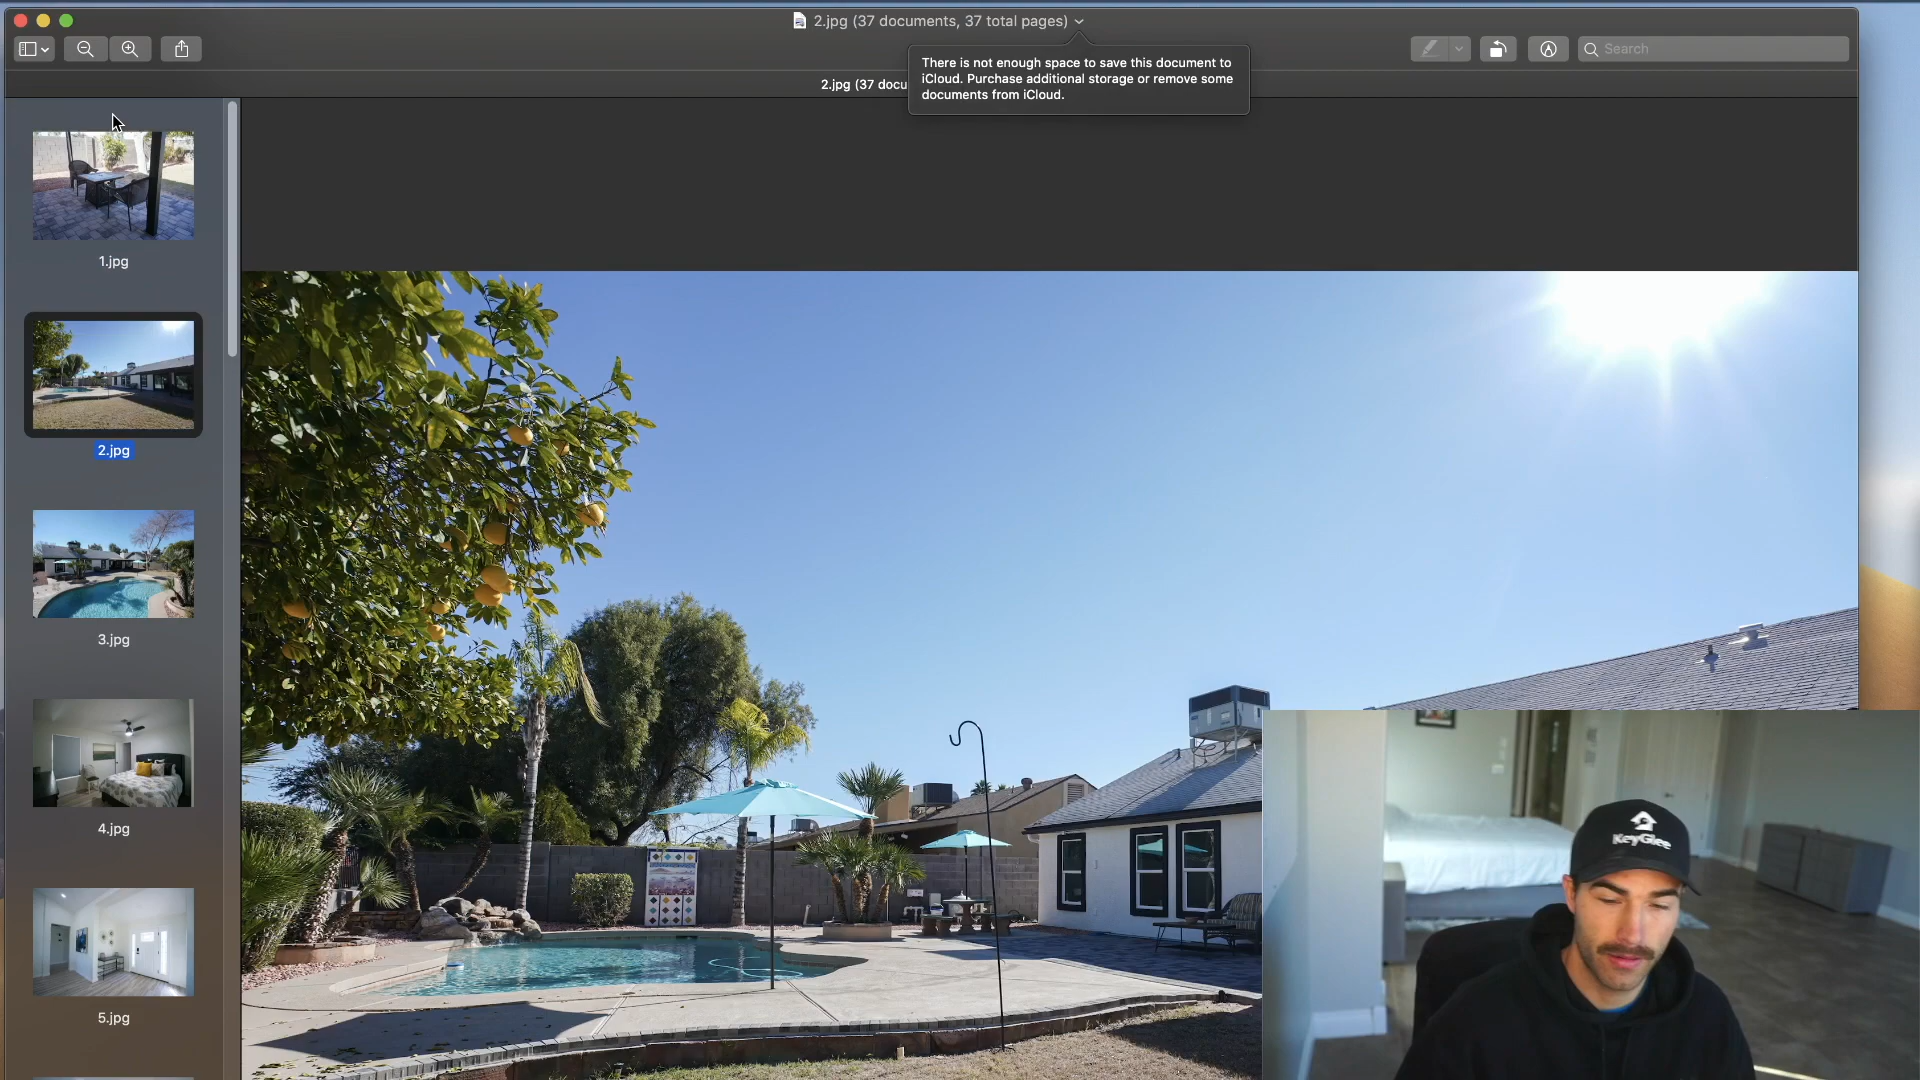 2.jpg (37 documents, 37 total pages)
Search
2.jpg (37 docu
There is not enough space to save this document to
iCloud. Purchase additional storage or remove some
documents from iCloud.
1.jpg
2.jpg
3.jpg
4.jpg
5.jpg
KeyGlee